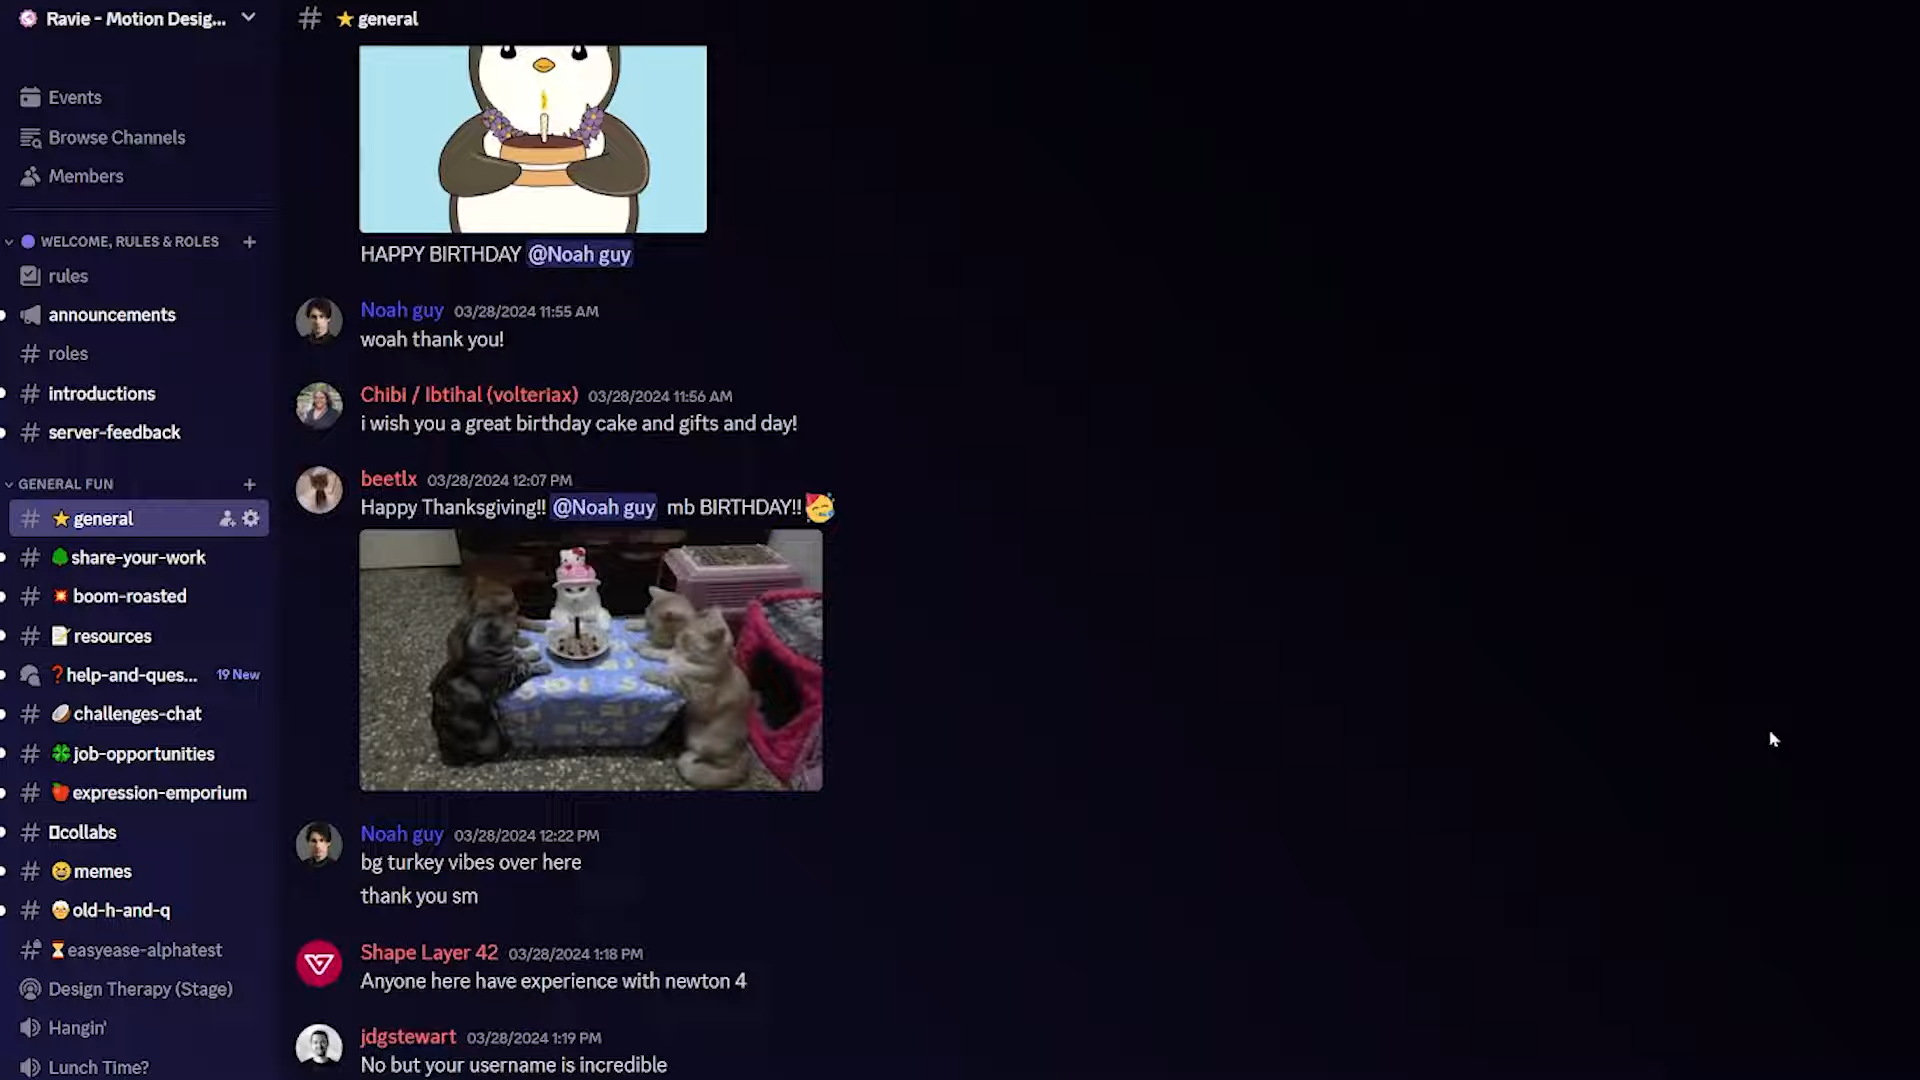 Ravie - Motion Desig...
Events
Browse Channels
Members
WELCOME, RULES & ROLES
rules
announcements
roles
introductions
server-feedback
GENERAL FUN
general
share-your-work
boom-roasted
resources
help-and-ques... 19 New
challenges-chat
job-opportunities
expression-emporium
collabs
memes
old-h-and-q
easyease-alphatest
Design Therapy (Stage)
Hangin'
Lunch Time?
# general
HAPPY BIRTHDAY @Noah guy
Noah guy 03/28/2024 11:55 AM
woah thank you!
Chibi / Ibtihal (volteriax) 03/28/2024 11:56 AM
i wish you a great birthday cake and gifts and day!
beetlx 03/28/2024 12:07 PM
Happy Thanksgiving!! @Noah guy mb BIRTHDAY!!
Noah guy 03/28/2024 12:22 PM
bg turkey vibes over here
thank you sm
Shape Layer 42 03/28/2024 1:18 PM
Anyone here have experience with newton 4
jdgstewart 03/28/2024 1:19 PM
No but your username is incredible